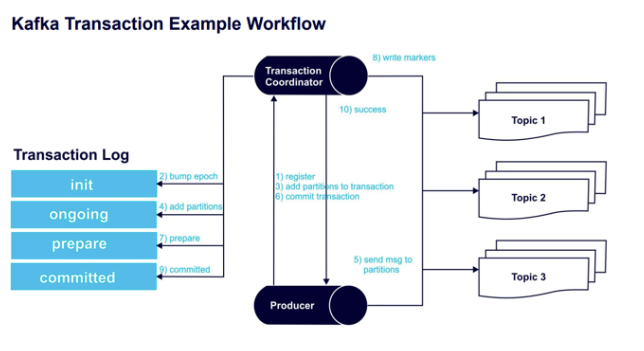 Kafka Transaction Example Workflow
8) write markers
Transaction
Coordinator
10) success
Topic 1
Transaction Log
2) bump epoch
init
1) register
3) add partitions to transaction
6) commit transaction
4) add partitions
ongoing
Topic 2
7) prepare
prepare
9) committed
committed
5) send msg to
partitions
Topic 3
Producer